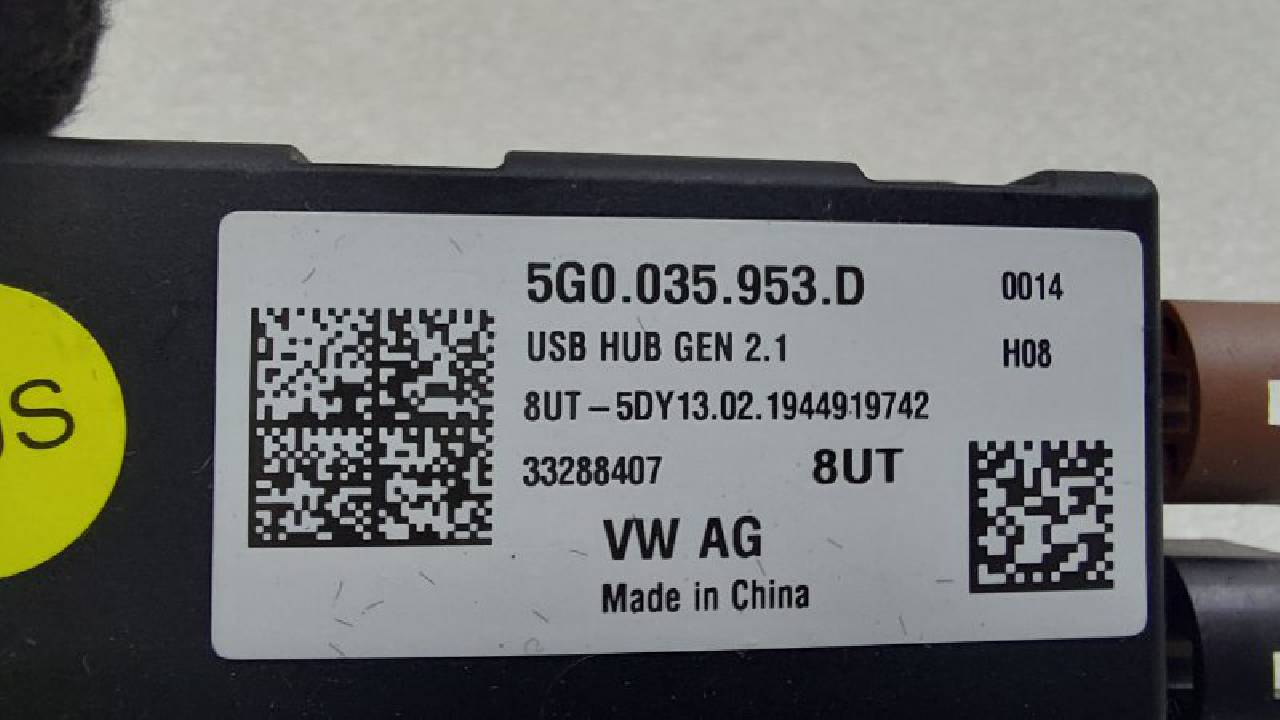 5G0.035.953.D 0014
USB HUB GEN 2.1 H08
8UT-5DY13.02.1944919742
33288407 8UT
VW AG
Made in China